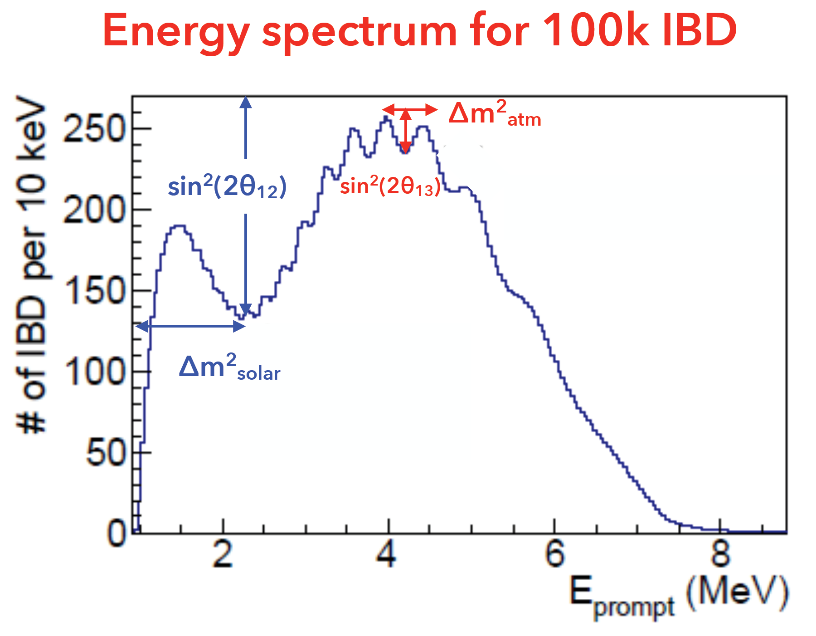 Energy spectrum for 100k IBD
# of IBD per 10 keV
250
200
150
100
50
0
Δm²atm
sin²(2θ₁₂)
sin²(2θ₁₃)
Δm²solar
2
4
6
8
Eprompt (MeV)